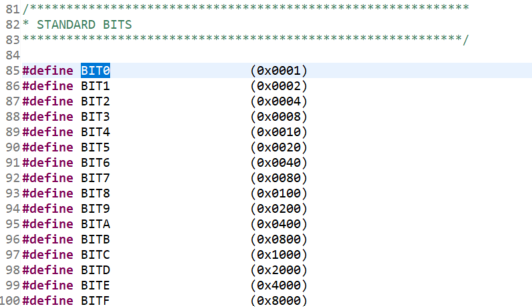 81 /************************************************************
82 * STANDARD BITS
83 ************************************************************/
84
85 #define BIT0 (0x0001)
86 #define BIT1 (0x0002)
87 #define BIT2 (0x0004)
88 #define BIT3 (0x0008)
89 #define BIT4 (0x0010)
90 #define BIT5 (0x0020)
91 #define BIT6 (0x0040)
92 #define BIT7 (0x0080)
93 #define BIT8 (0x0100)
94 #define BIT9 (0x0200)
95 #define BITA (0x0400)
96 #define BITB (0x0800)
97 #define BITC (0x1000)
98 #define BITD (0x2000)
99 #define BITE (0x4000)
100 #define BITF (0x8000)